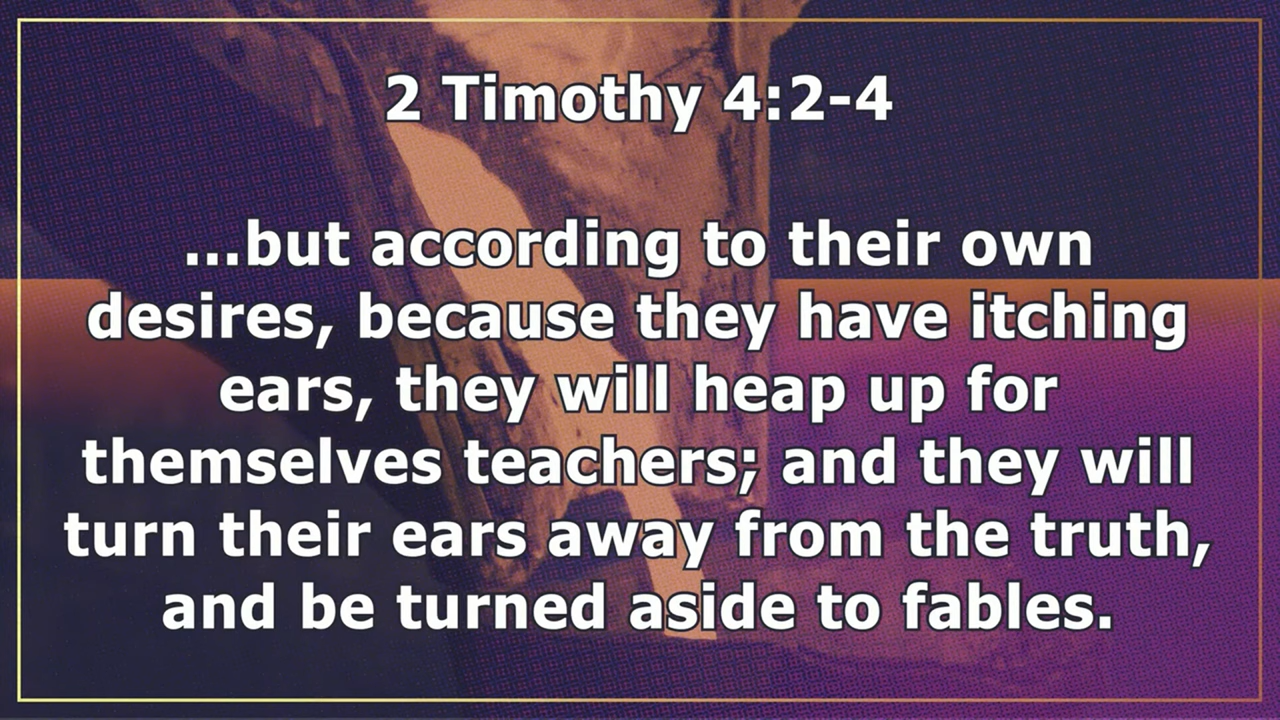 2 Timothy 4:2-4
...but according to their own
desires, because they have itching
ears, they will heap up for
themselves teachers; and they will
turn their ears away from the truth,
and be turned aside to fables.